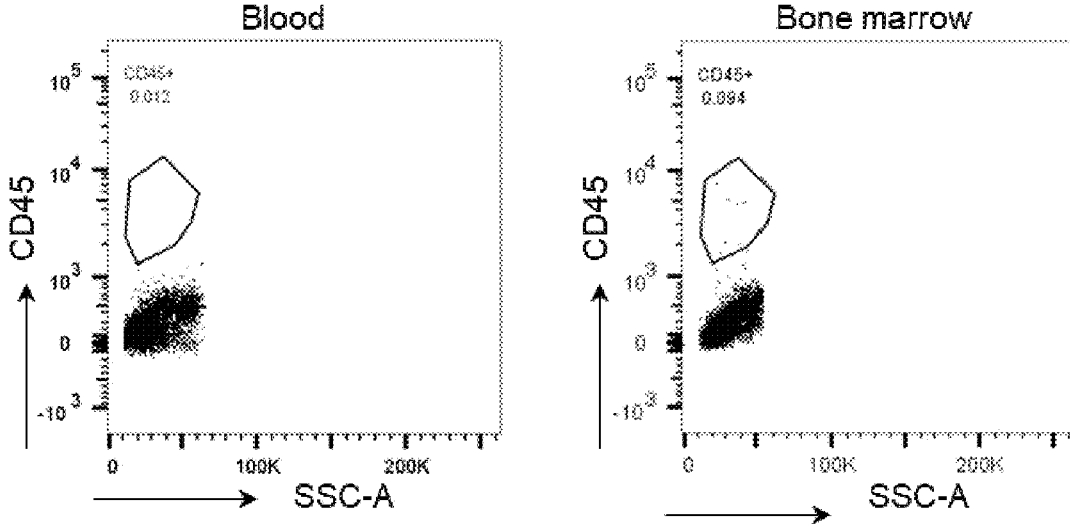 Blood
Bone marrow
CD45+
0.012
CD45+
0.094
10^5
10^4
10^3
0
-10^3
CD45
10^5
10^4
10^3
0
-10^3
CD45
0
100K
200K
0
100K
200K
SSC-A
SSC-A